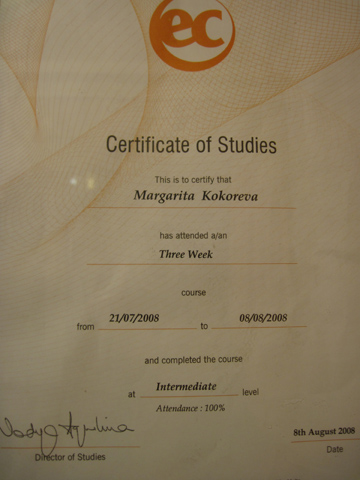 ec
Certificate of Studies
This is to certify that
Margarita Kokoreva
has attended a/an
Three Week
course
from 21/07/2008 to 08/08/2008
and completed the course
at Intermediate level
Attendance : 100%
8th August 2008
Director of Studies Date